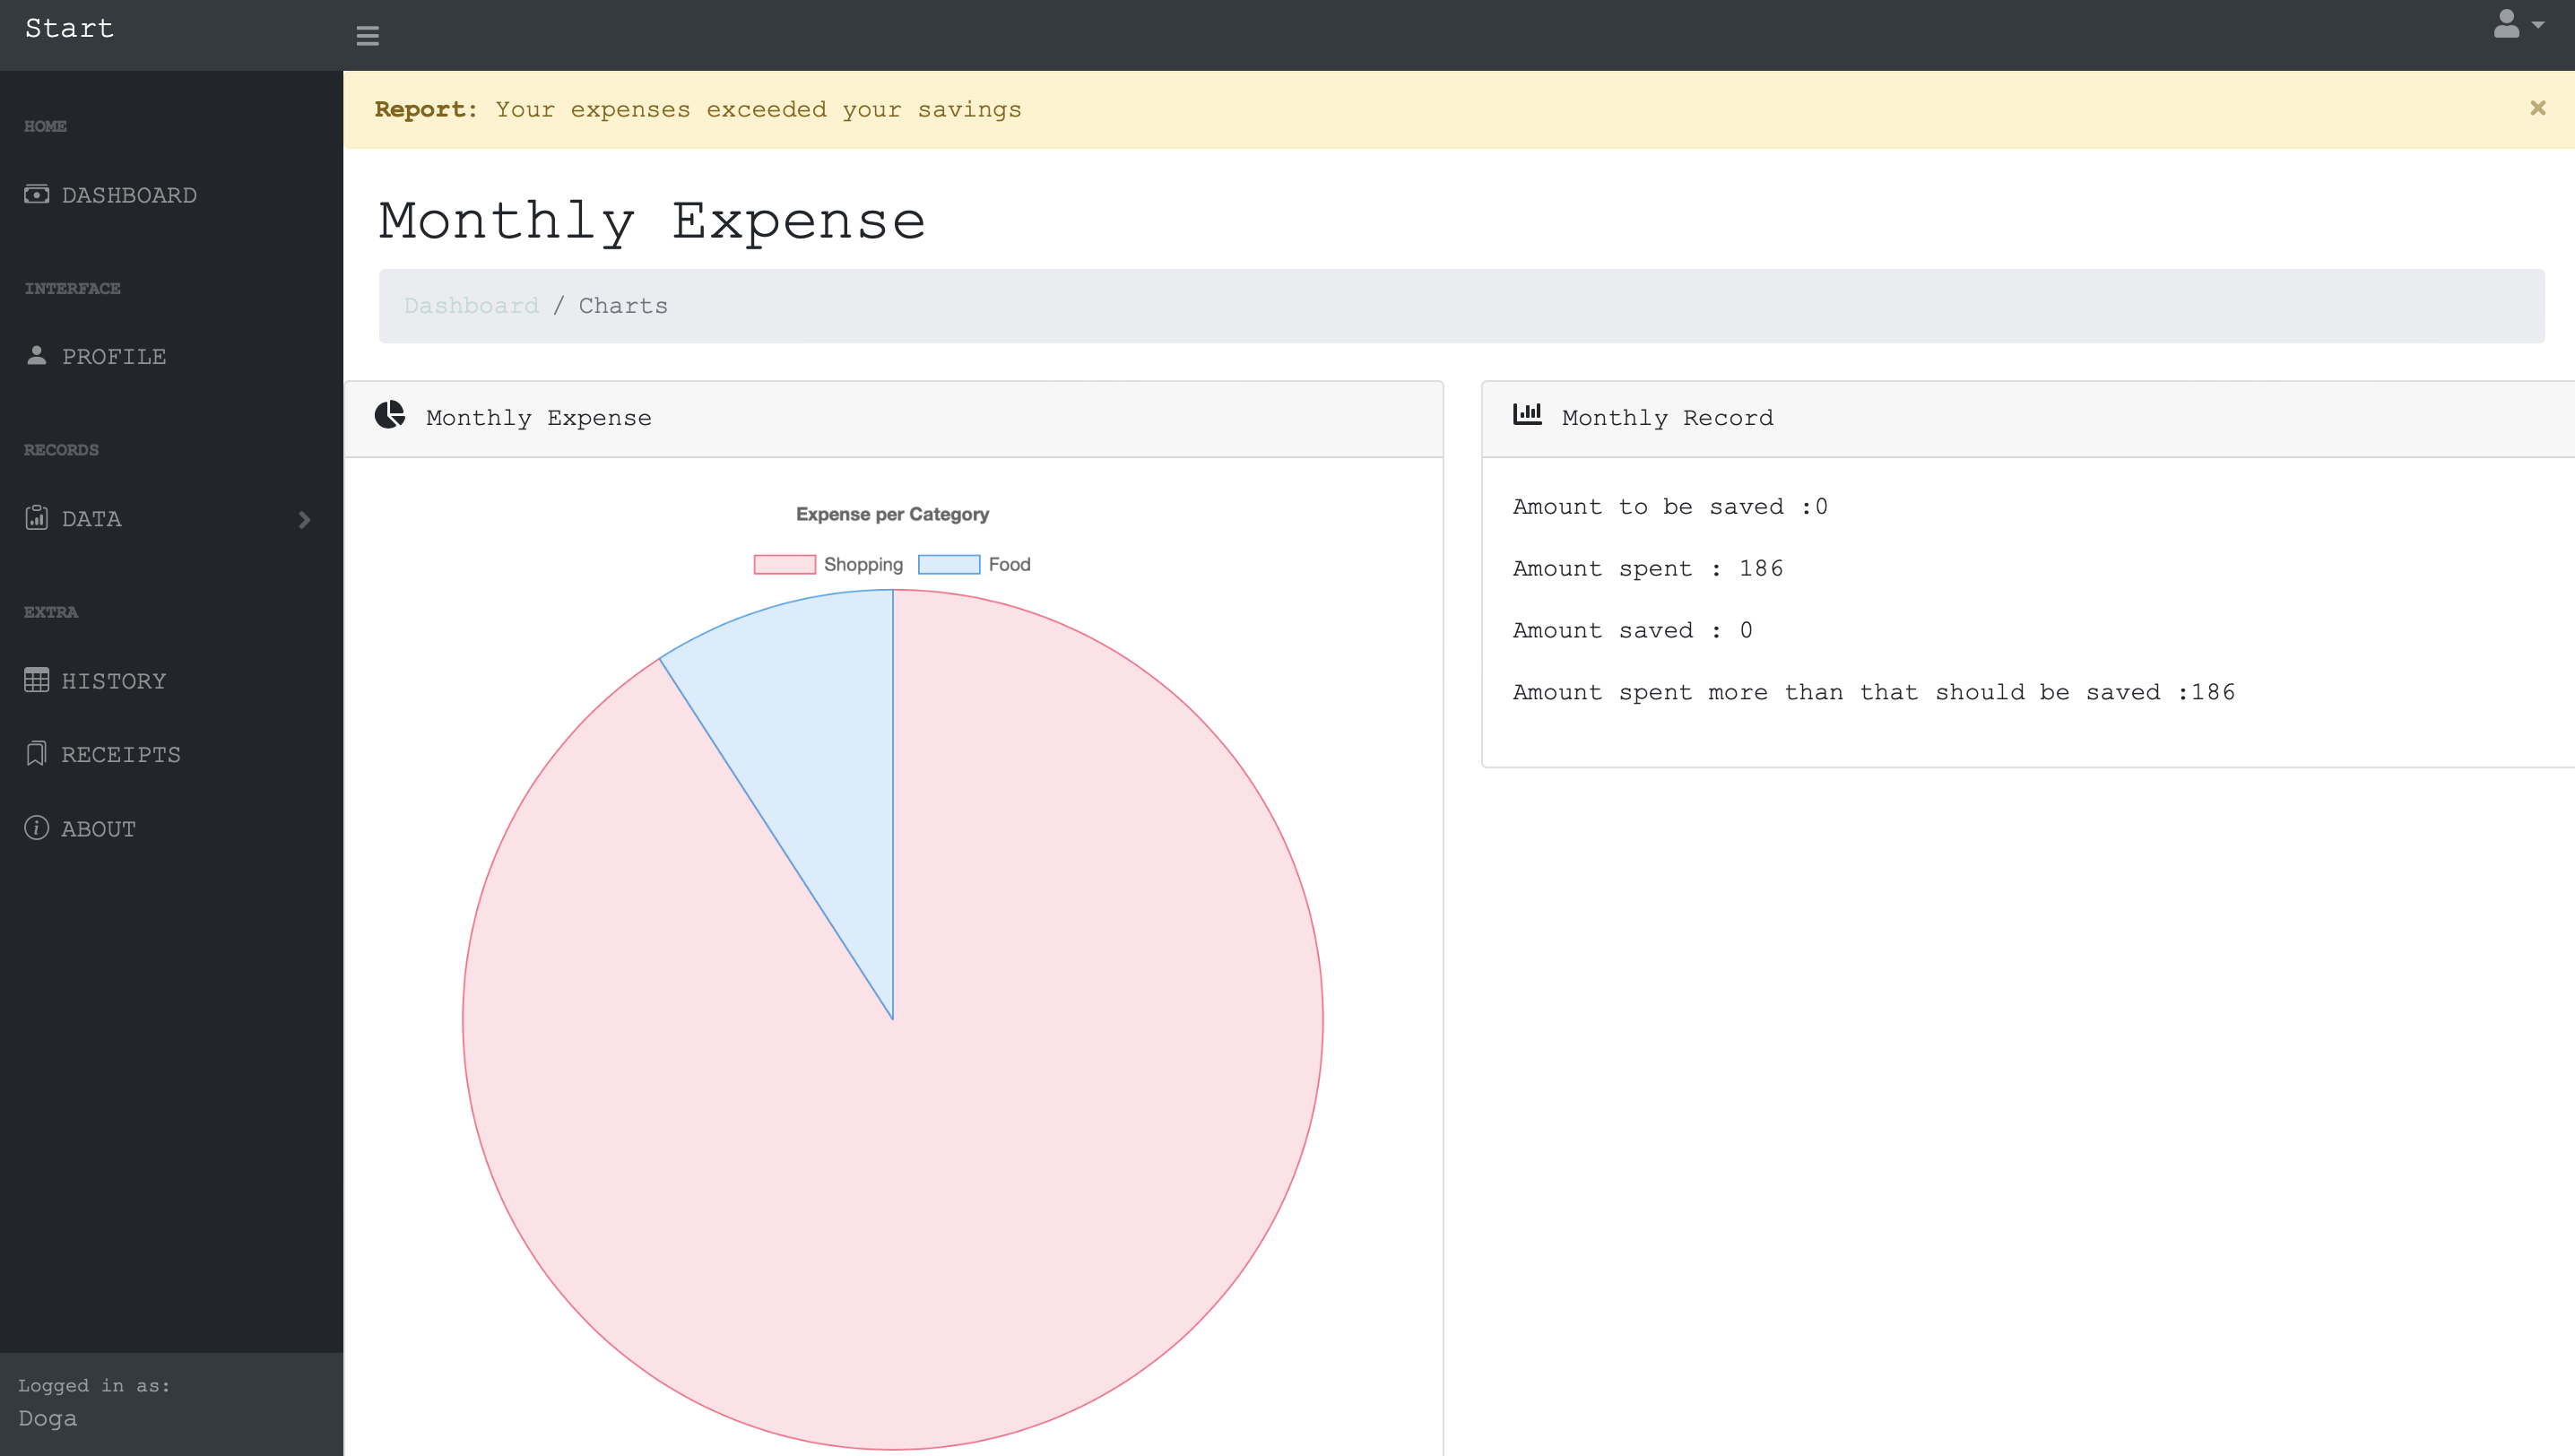 Start
Report: Your expenses exceeded your savings
HOME
DASHBOARD
INTERFACE
PROFILE
RECORDS
DATA
EXTRA
HISTORY
RECEIPTS
ABOUT
Logged in as:
Doga
Monthly Expense
Dashboard / Charts
Monthly Expense
Expense per Category
Shopping Food
Monthly Record
Amount to be saved :0
Amount spent : 186
Amount saved : 0
Amount spent more than that should be saved :186